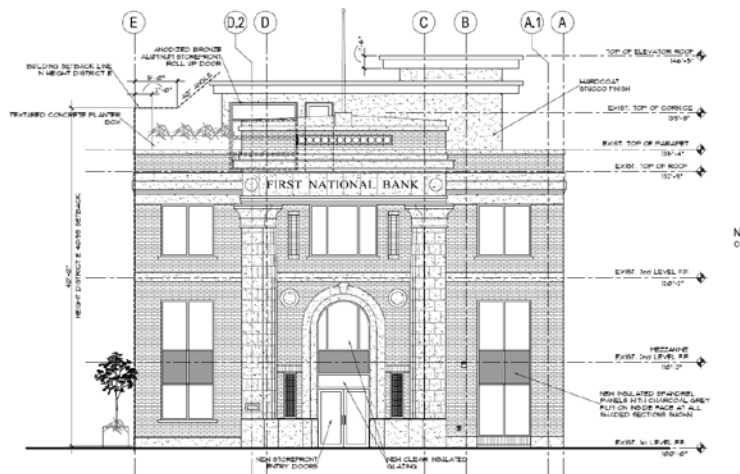 E
D.2
D
C
B
A.1
A
ANODIZED BRONZE
ALUMINUM STOREFRONT
ROLL UP DOOR
BUILDING SETBACK LINE
IN HEIGHT DISTRICT E
45° ANGLE
TEXTURED CONCRETE PLANTER
BOX
TOP OF ELEVATOR ROOF
HARDCOAT
STUCCO FINISH
EXIST. TOP OF CORNICE
EXIST. TOP OF PARAPET
EXIST. TOP OF ROOF
FIRST NATIONAL BANK
HEIGHT DISTRICT E 40/55 SETBACK
EXIST. 3rd LEVEL F.F.
MEZZANINE
EXIST. 2nd LEVEL F.F.
NEW INSULATED SPANDREL
PANELS WITH CHARCOAL GREY
FILM ON INSIDE FACE AT ALL
SHADED SECTIONS SHOWN
NEW STOREFRONT
ENTRY DOORS
NEW CLEAR INSULATED
GLAZING
EXIST. 1st LEVEL F.F.
100'-0"